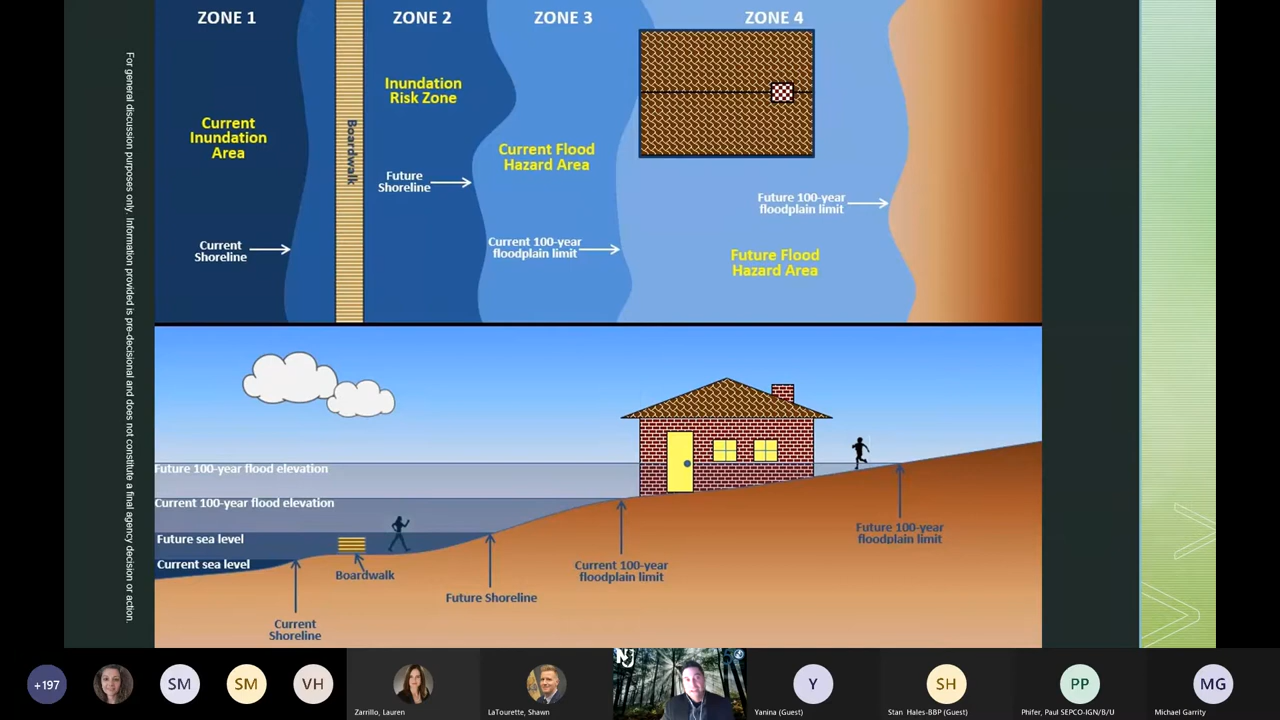 ZONE 1
ZONE 2
ZONE 3
ZONE 4
Current
Inundation
Area
Boardwalk
Inundation
Risk Zone
Current Flood
Hazard Area
Future
Shoreline
Future 100-year
floodplain limit
Current
Shoreline
Current 100-year
floodplain limit
Future Flood
Hazard Area
Future 100-year flood elevation
Current 100-year flood elevation
Future sea level
Current sea level
Boardwalk
Future Shoreline
Current
Shoreline
Current 100-year
floodplain limit
Future 100-year
floodplain limit
For general discussion purposes only. Information provided is pre-decisional and does not constitute a final agency decision or action.
+197
SM
SM
VH
Zarrillo, Lauren
LaTourette, Shawn
NJ
Y
Yanina (Guest)
SH
Stan Hales-BBP (Guest)
PP
Phifer, Paul SEPCO-IGN/B/U
MG
Michael Garrity